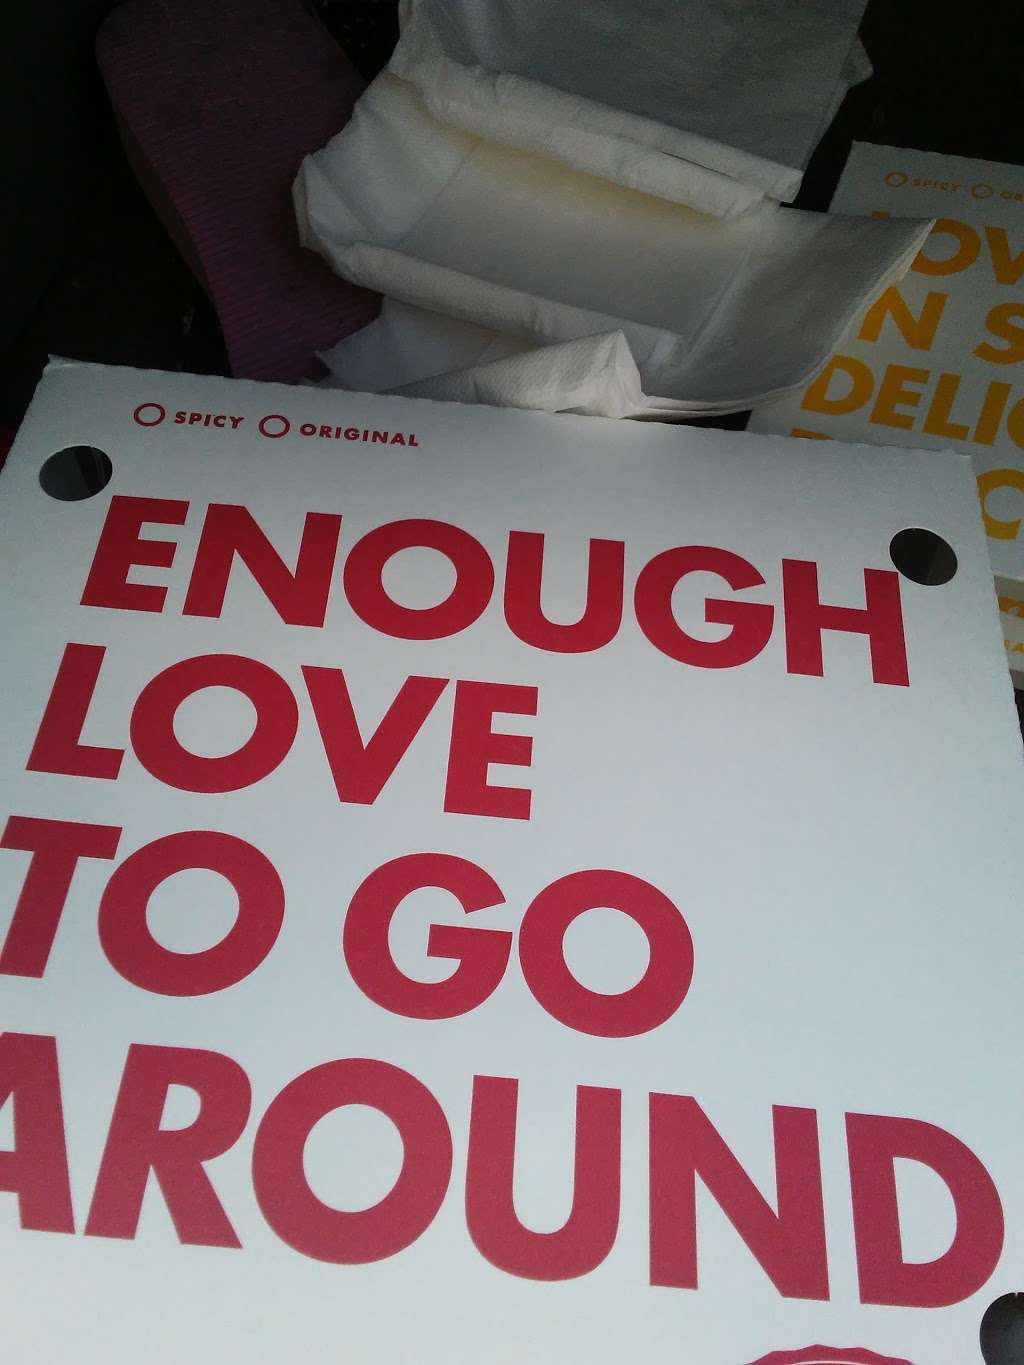 SPICY ORIGINAL
ENOUGH
LOVE
TO GO
AROUND
SPICY
N S